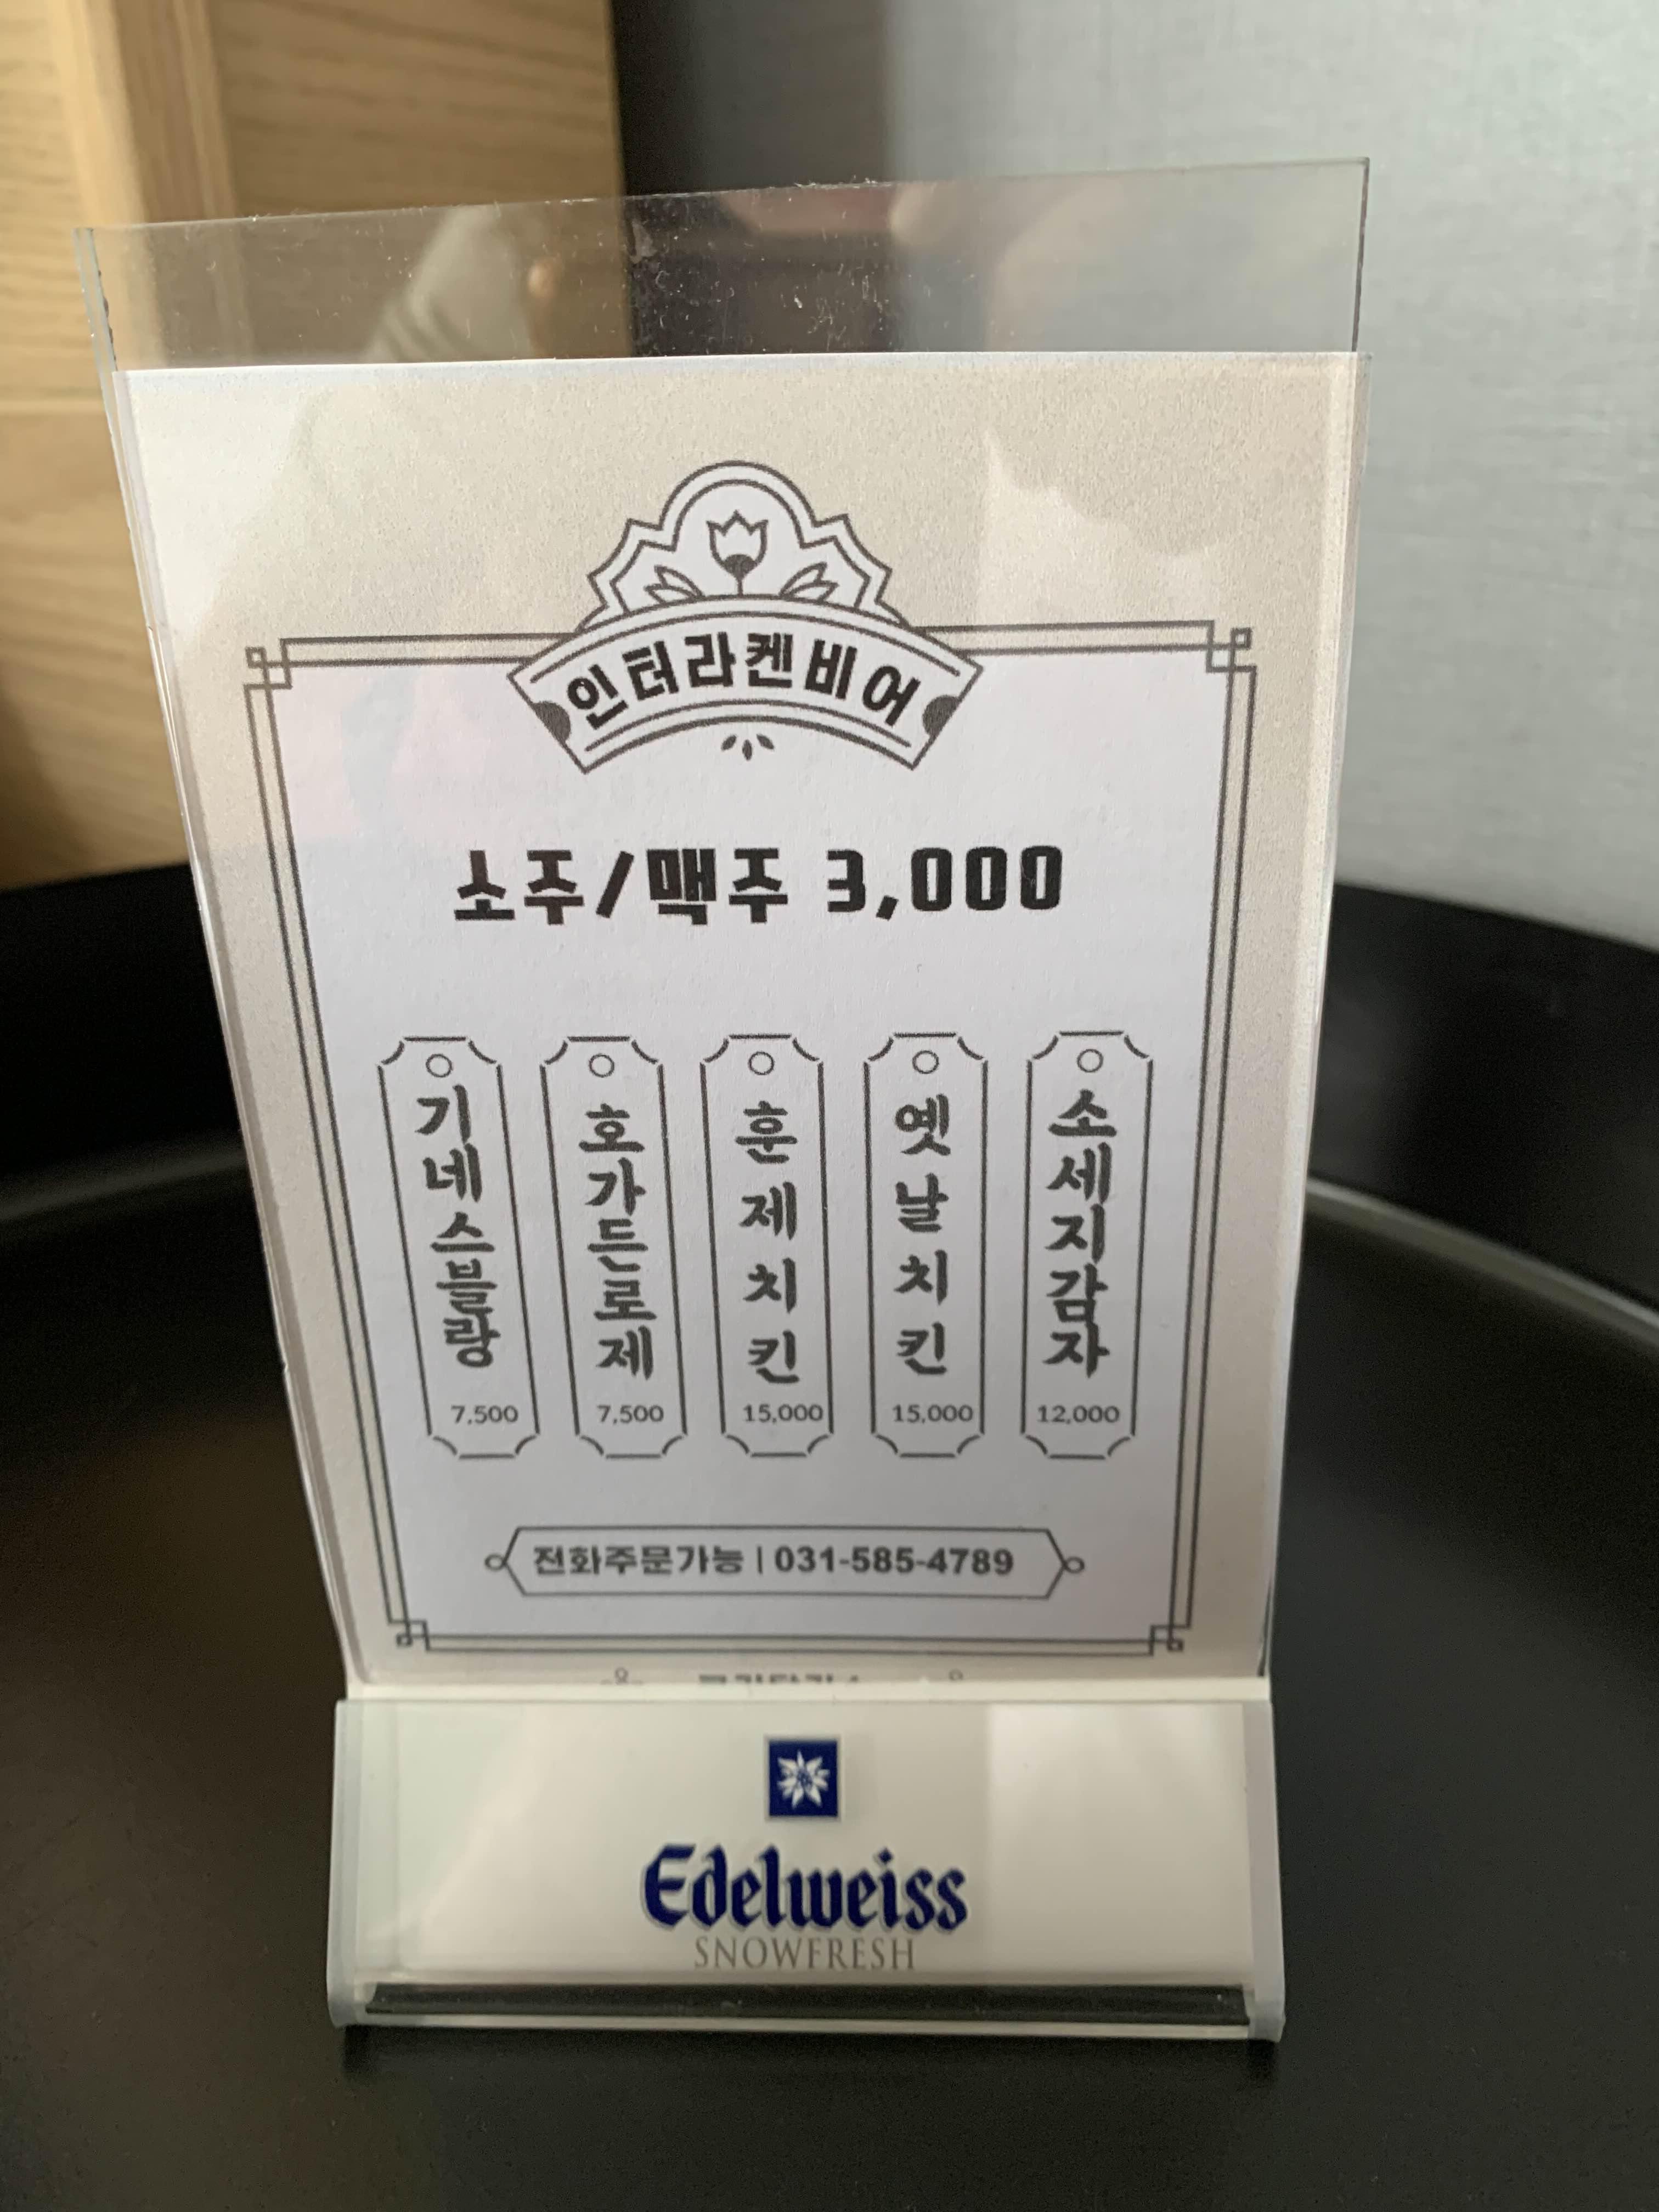 인터라켄비어
소주/맥주 3,000
기네스블랑
7,500
호가든로제
7,500
훈제치킨
15,000
옛날치킨
15,000
소세지감자
12,000
전화주문가능 | 031-585-4789
Edelweiss
SNOWFRESH